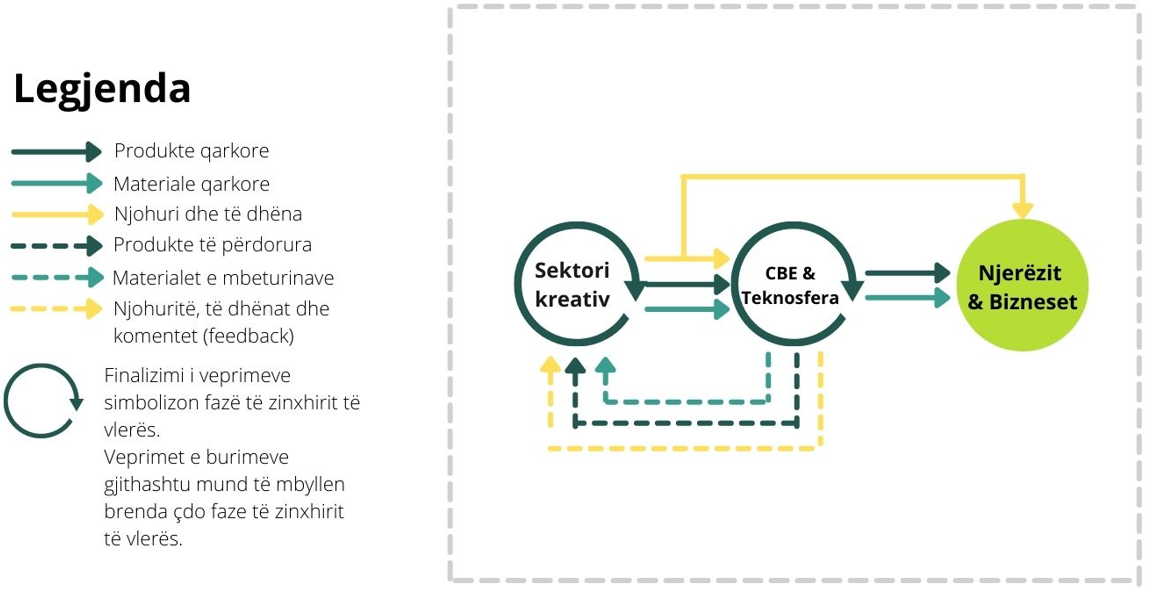 Legjenda
Produkte qarkore
Materiale qarkore
Njohuri dhe të dhëna
Produkte të përdorura
Materialet e mbeturinave
Njohuritë, të dhënat dhe
komentet (feedback)
Finalizimi i veprimeve
simbolizon fazë të zinxhirit të
vlerës.
Veprimet e burimeve
gjithashtu mund të mbyllen
brenda çdo faze të zinxhirit
të vlerës.
Sektori
kreativ
CBE &
Teknosfera
Njerëzit
& Bizneset